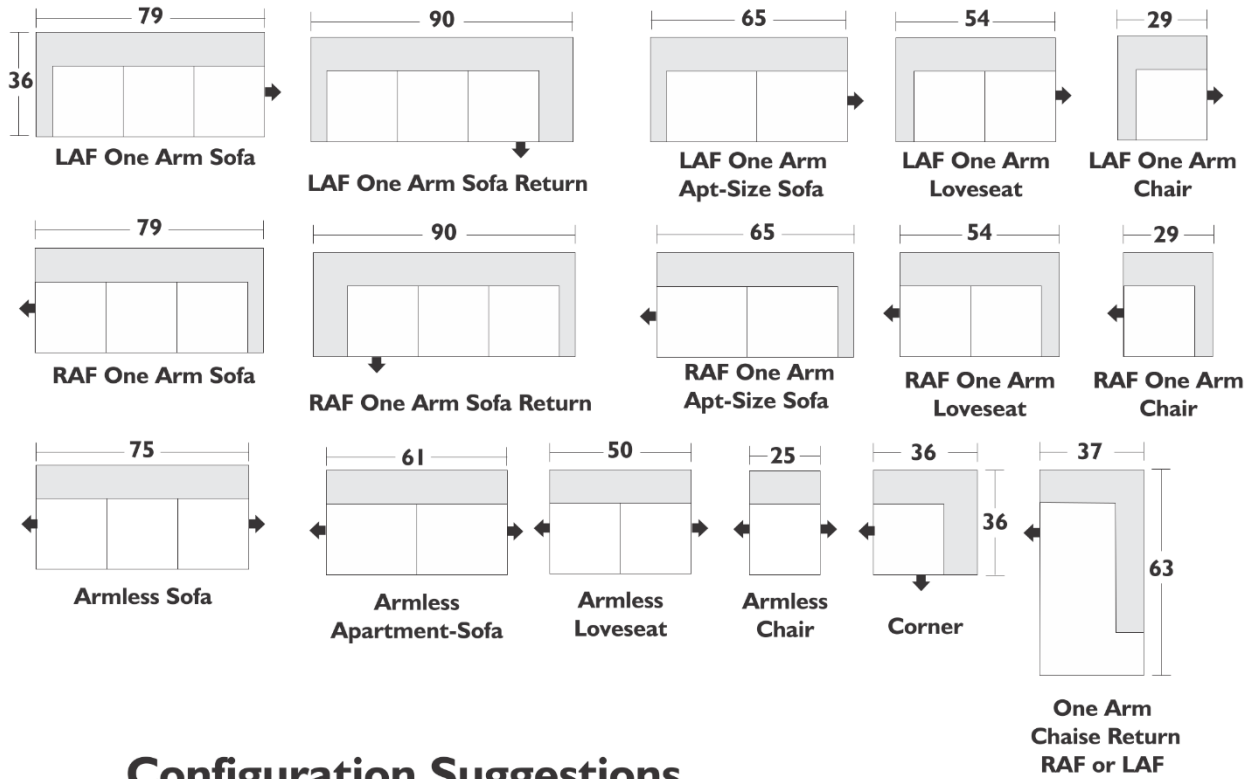 79
90
65
54
29
36
LAF One Arm Sofa
LAF One Arm Sofa Return
LAF One Arm
Apt-Size Sofa
LAF One Arm
Loveseat
LAF One Arm
Chair
79
90
65
54
29
RAF One Arm Sofa
RAF One Arm Sofa Return
RAF One Arm
Apt-Size Sofa
RAF One Arm
Loveseat
RAF One Arm
Chair
75
61
50
25
36
36
37
63
Armless Sofa
Armless
Apartment-Sofa
Armless
Loveseat
Armless
Chair
Corner
One Arm
Chaise Return
RAF or LAF
Configuration Suggestions